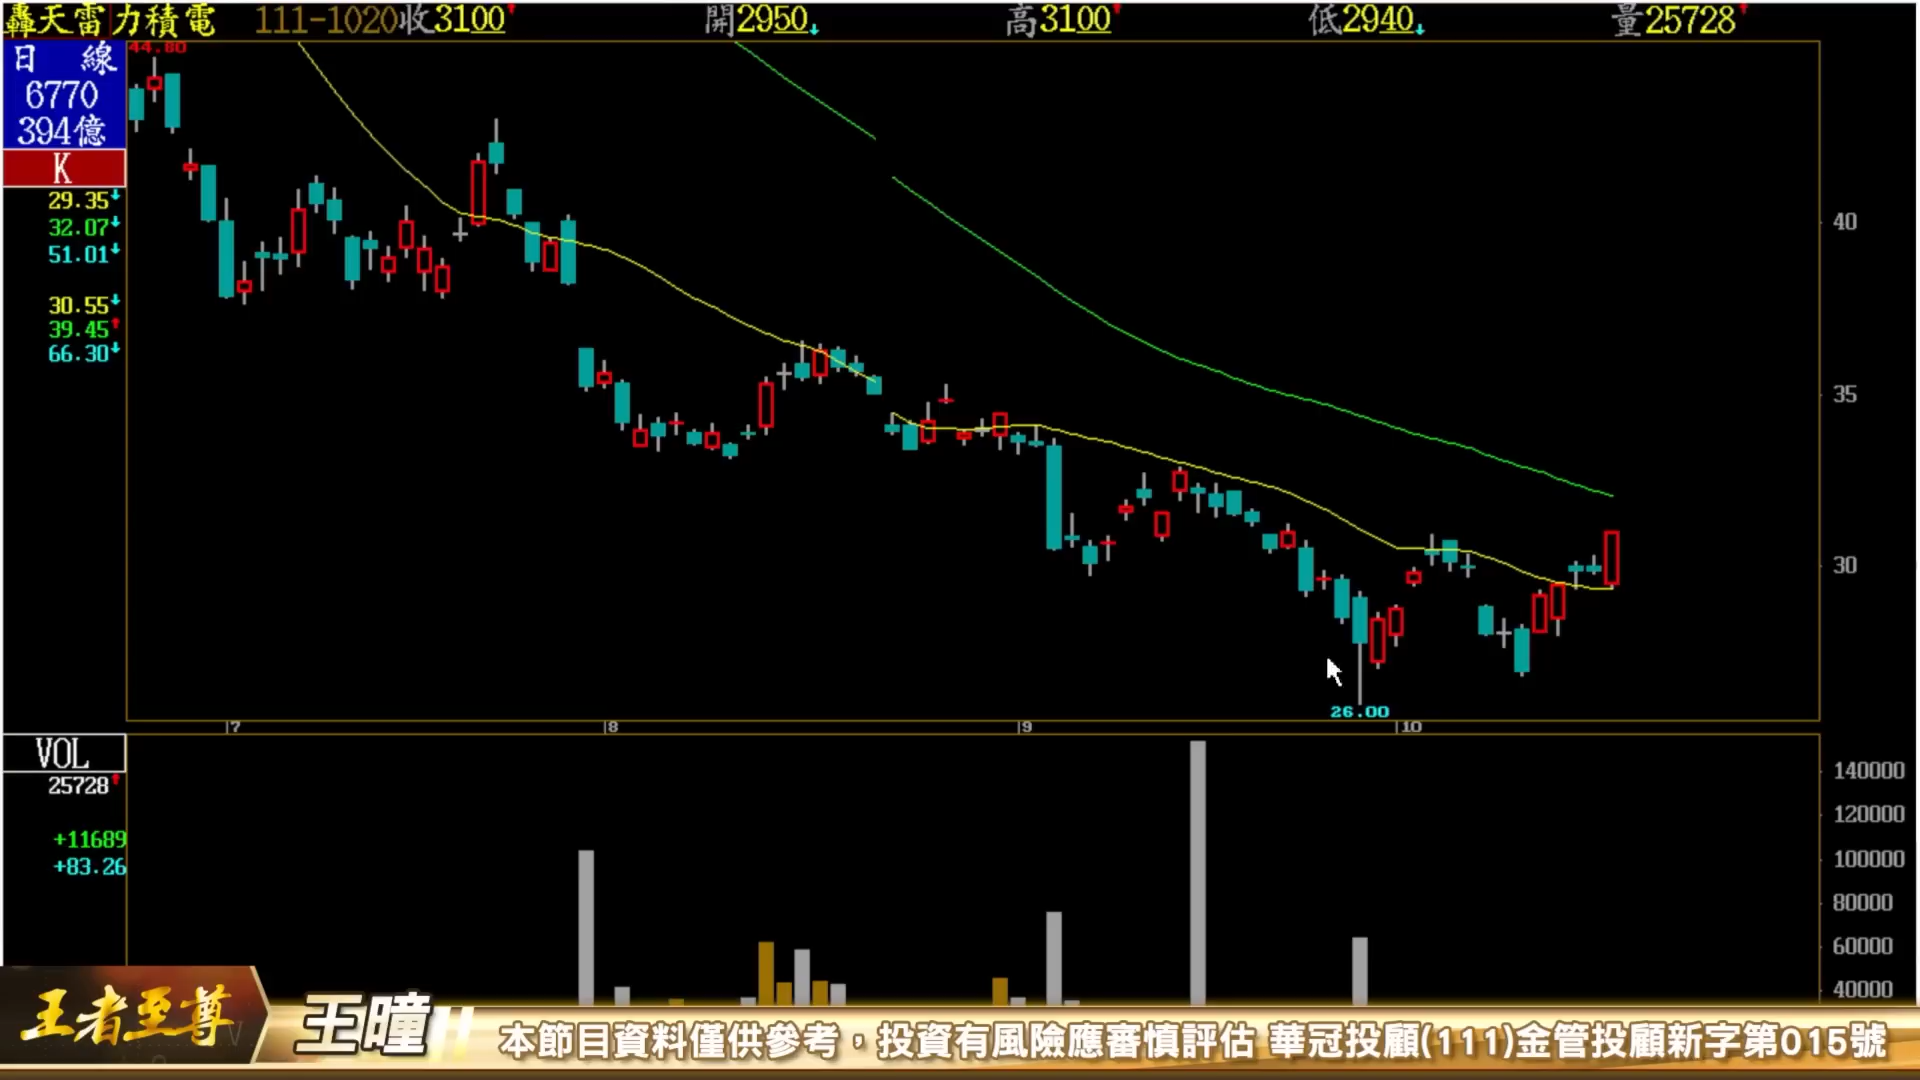 轟天雷力積電 111-1020收3100 開2950 高3100 低2940 量25728
日 線
6770
394億
K
29.35
32.07
51.01
30.55
39.45
66.30
44.80
40
35
30
26.00
7 8 9 10
VOL
25728
+11689
+83.26
140000
120000
100000
80000
60000
40000
王者至尊
王曈
本節目資料僅供參考，投資有風險應審慎評估 華冠投顧(111)金管投顧新字第015號